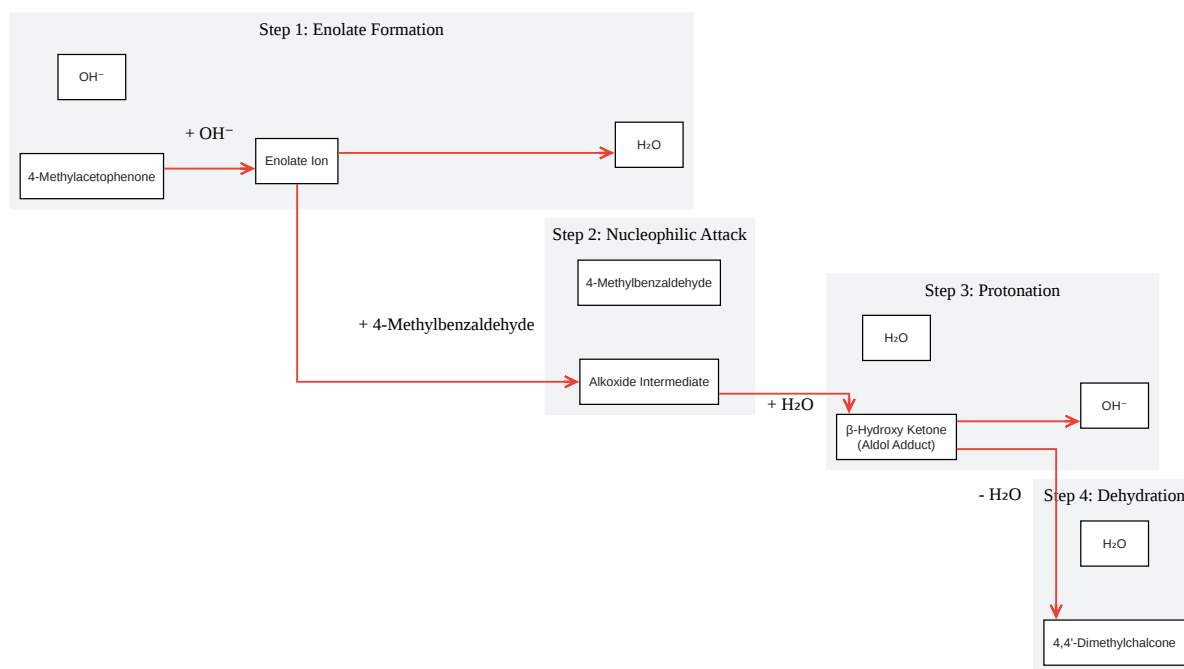 Step 1: Enolate Formation
OH⁻
+ OH⁻
4-Methylacetophenone
Enolate Ion
H₂O
Step 2: Nucleophilic Attack
4-Methylbenzaldehyde
+ 4-Methylbenzaldehyde
Alkoxide Intermediate
Step 3: Protonation
H₂O
+ H₂O
β-Hydroxy Ketone
(Aldol Adduct)
OH⁻
- H₂O
Step 4: Dehydration
H₂O
4,4'-Dimethylchalcone